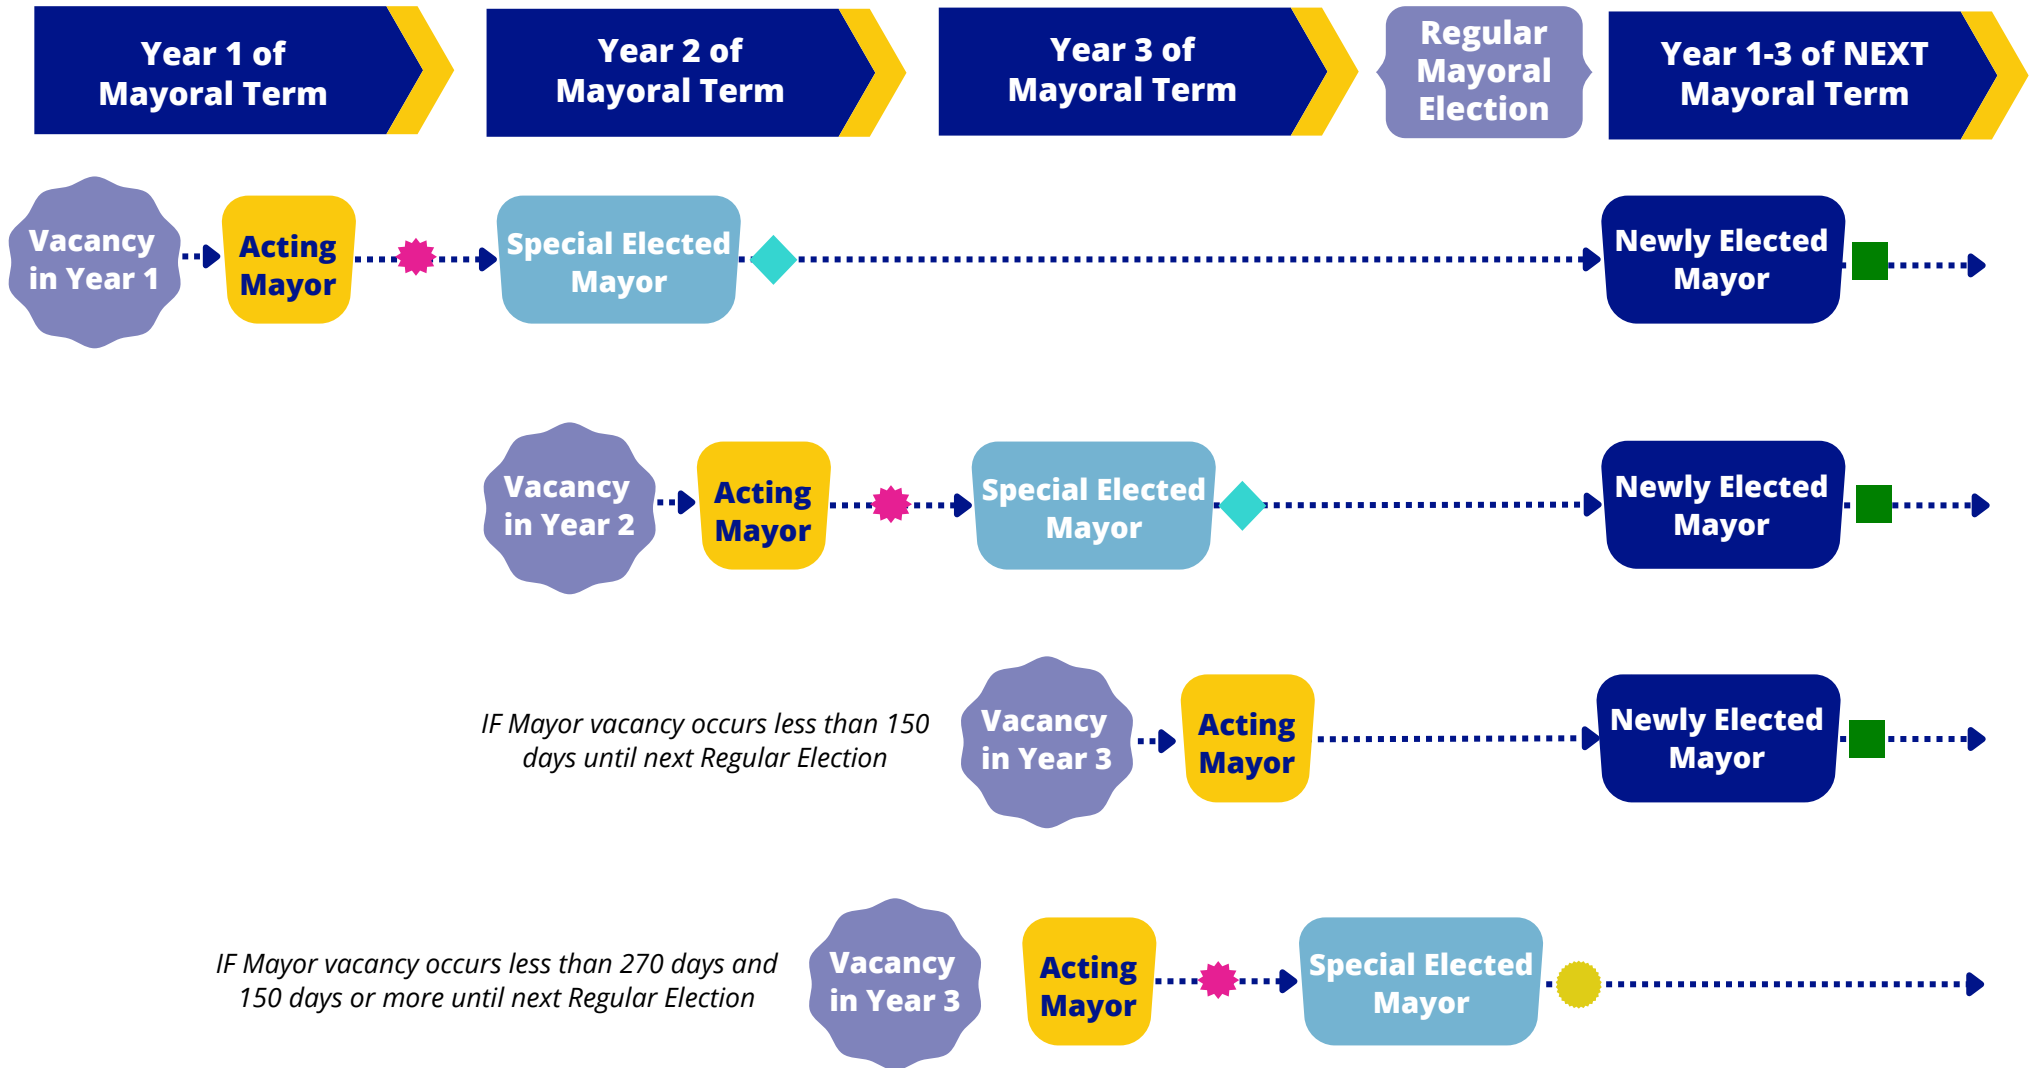 Year 1 of
Mayoral Term
Year 2 of
Mayoral Term
Year 3 of
Mayoral Term
Regular
Mayoral
Election
Year 1-3 of NEXT
Mayoral Term
Vacancy
in Year 1
Acting
Mayor
Special Elected
Mayor
Newly Elected
Mayor
Vacancy
in Year 2
Acting
Mayor
Special Elected
Mayor
Newly Elected
Mayor
IF Mayor vacancy occurs less than 150
days until next Regular Election
Vacancy
in Year 3
Acting
Mayor
Newly Elected
Mayor
IF Mayor vacancy occurs less than 270 days and
150 days or more until next Regular Election
Vacancy
in Year 3
Acting
Mayor
Special Elected
Mayor